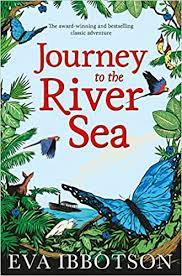 The award-winning and bestselling
classic adventure
Journey
to the
River
Sea
EVA IBBOTSON